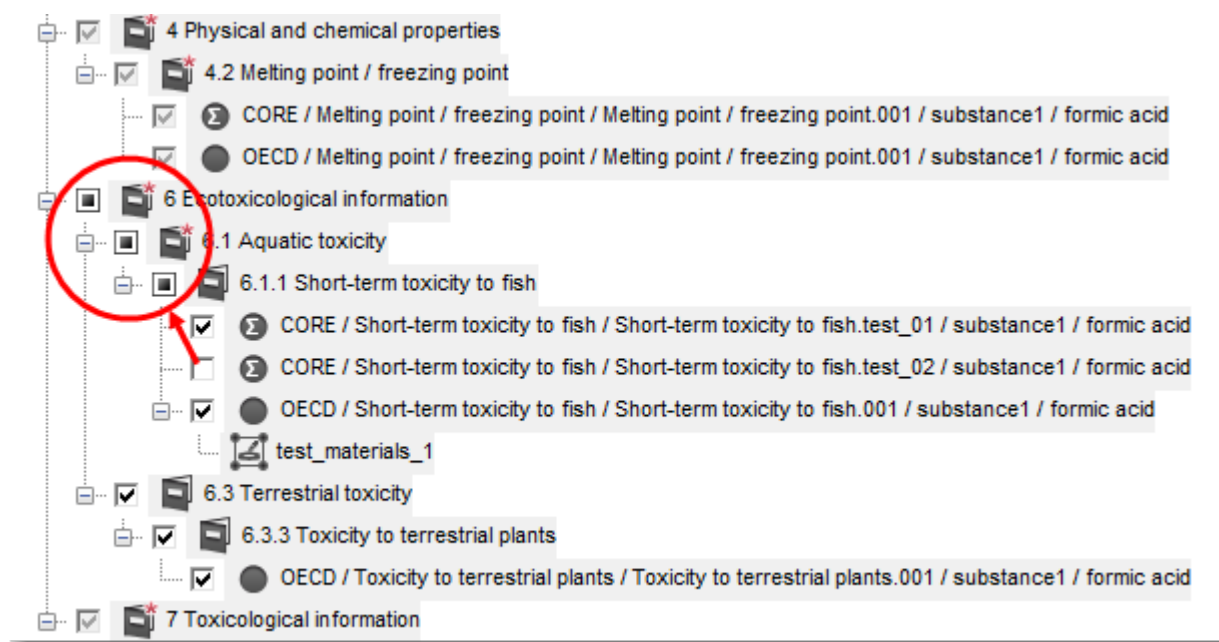 4 Physical and chemical properties
4.2 Melting point / freezing point
CORE / Melting point / freezing point / Melting point / freezing point.001 / substance1 / formic acid
OECD / Melting point / freezing point / Melting point / freezing point.001 / substance1 / formic acid
6 Ecotoxicological information
6.1 Aquatic toxicity
6.1.1 Short-term toxicity to fish
CORE / Short-term toxicity to fish / Short-term toxicity to fish.test_01 / substance1 / formic acid
CORE / Short-term toxicity to fish / Short-term toxicity to fish.test_02 / substance1 / formic acid
OECD / Short-term toxicity to fish / Short-term toxicity to fish.001 / substance1 / formic acid
test_materials_1
6.3 Terrestrial toxicity
6.3.3 Toxicity to terrestrial plants
OECD / Toxicity to terrestrial plants / Toxicity to terrestrial plants.001 / substance1 / formic acid
7 Toxicological information